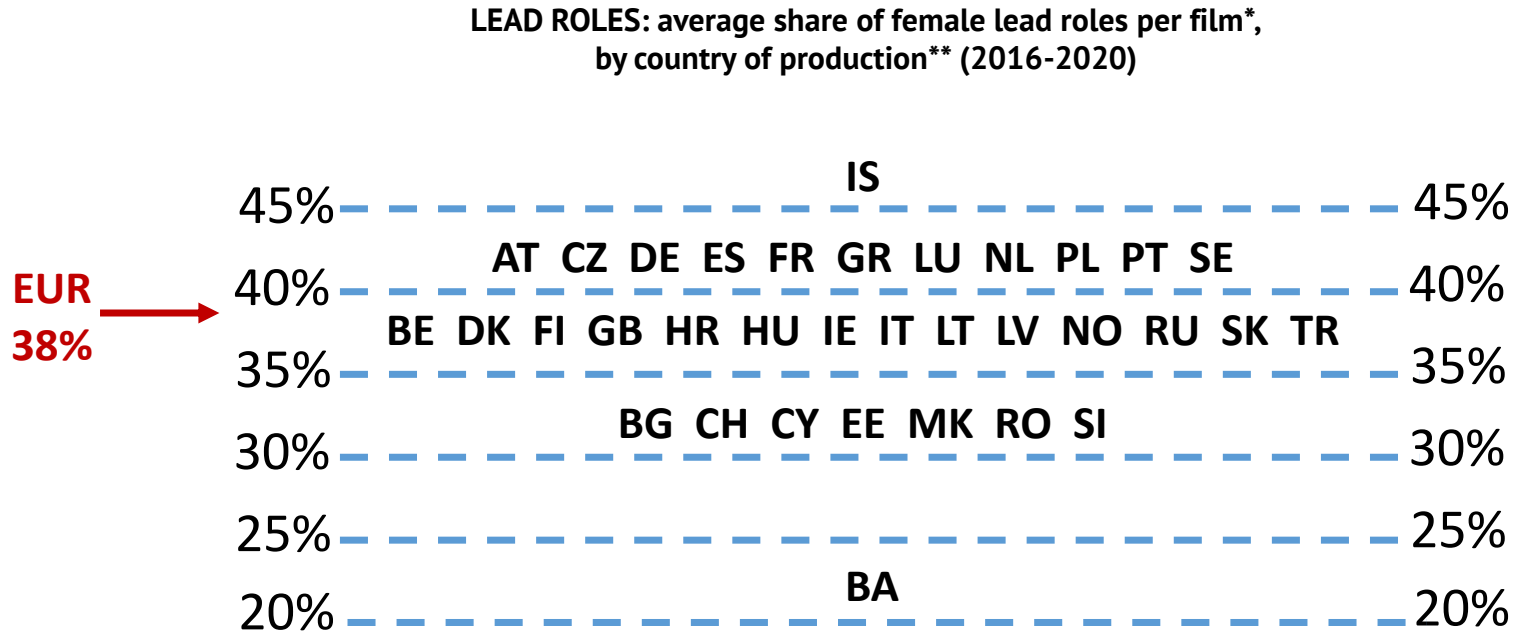 LEAD ROLES: average share of female lead roles per film*,
by country of production** (2016-2020)
IS
45% 45%
AT CZ DE ES FR GR LU NL PL PT SE
EUR
40% 40%
38%
BE DK FI GB HR HU IE IT LT LV NO RU SK TR
35% 35%
BG CH CY EE MK RO SI
30% 30%
25% 25%
BA
20% 20%